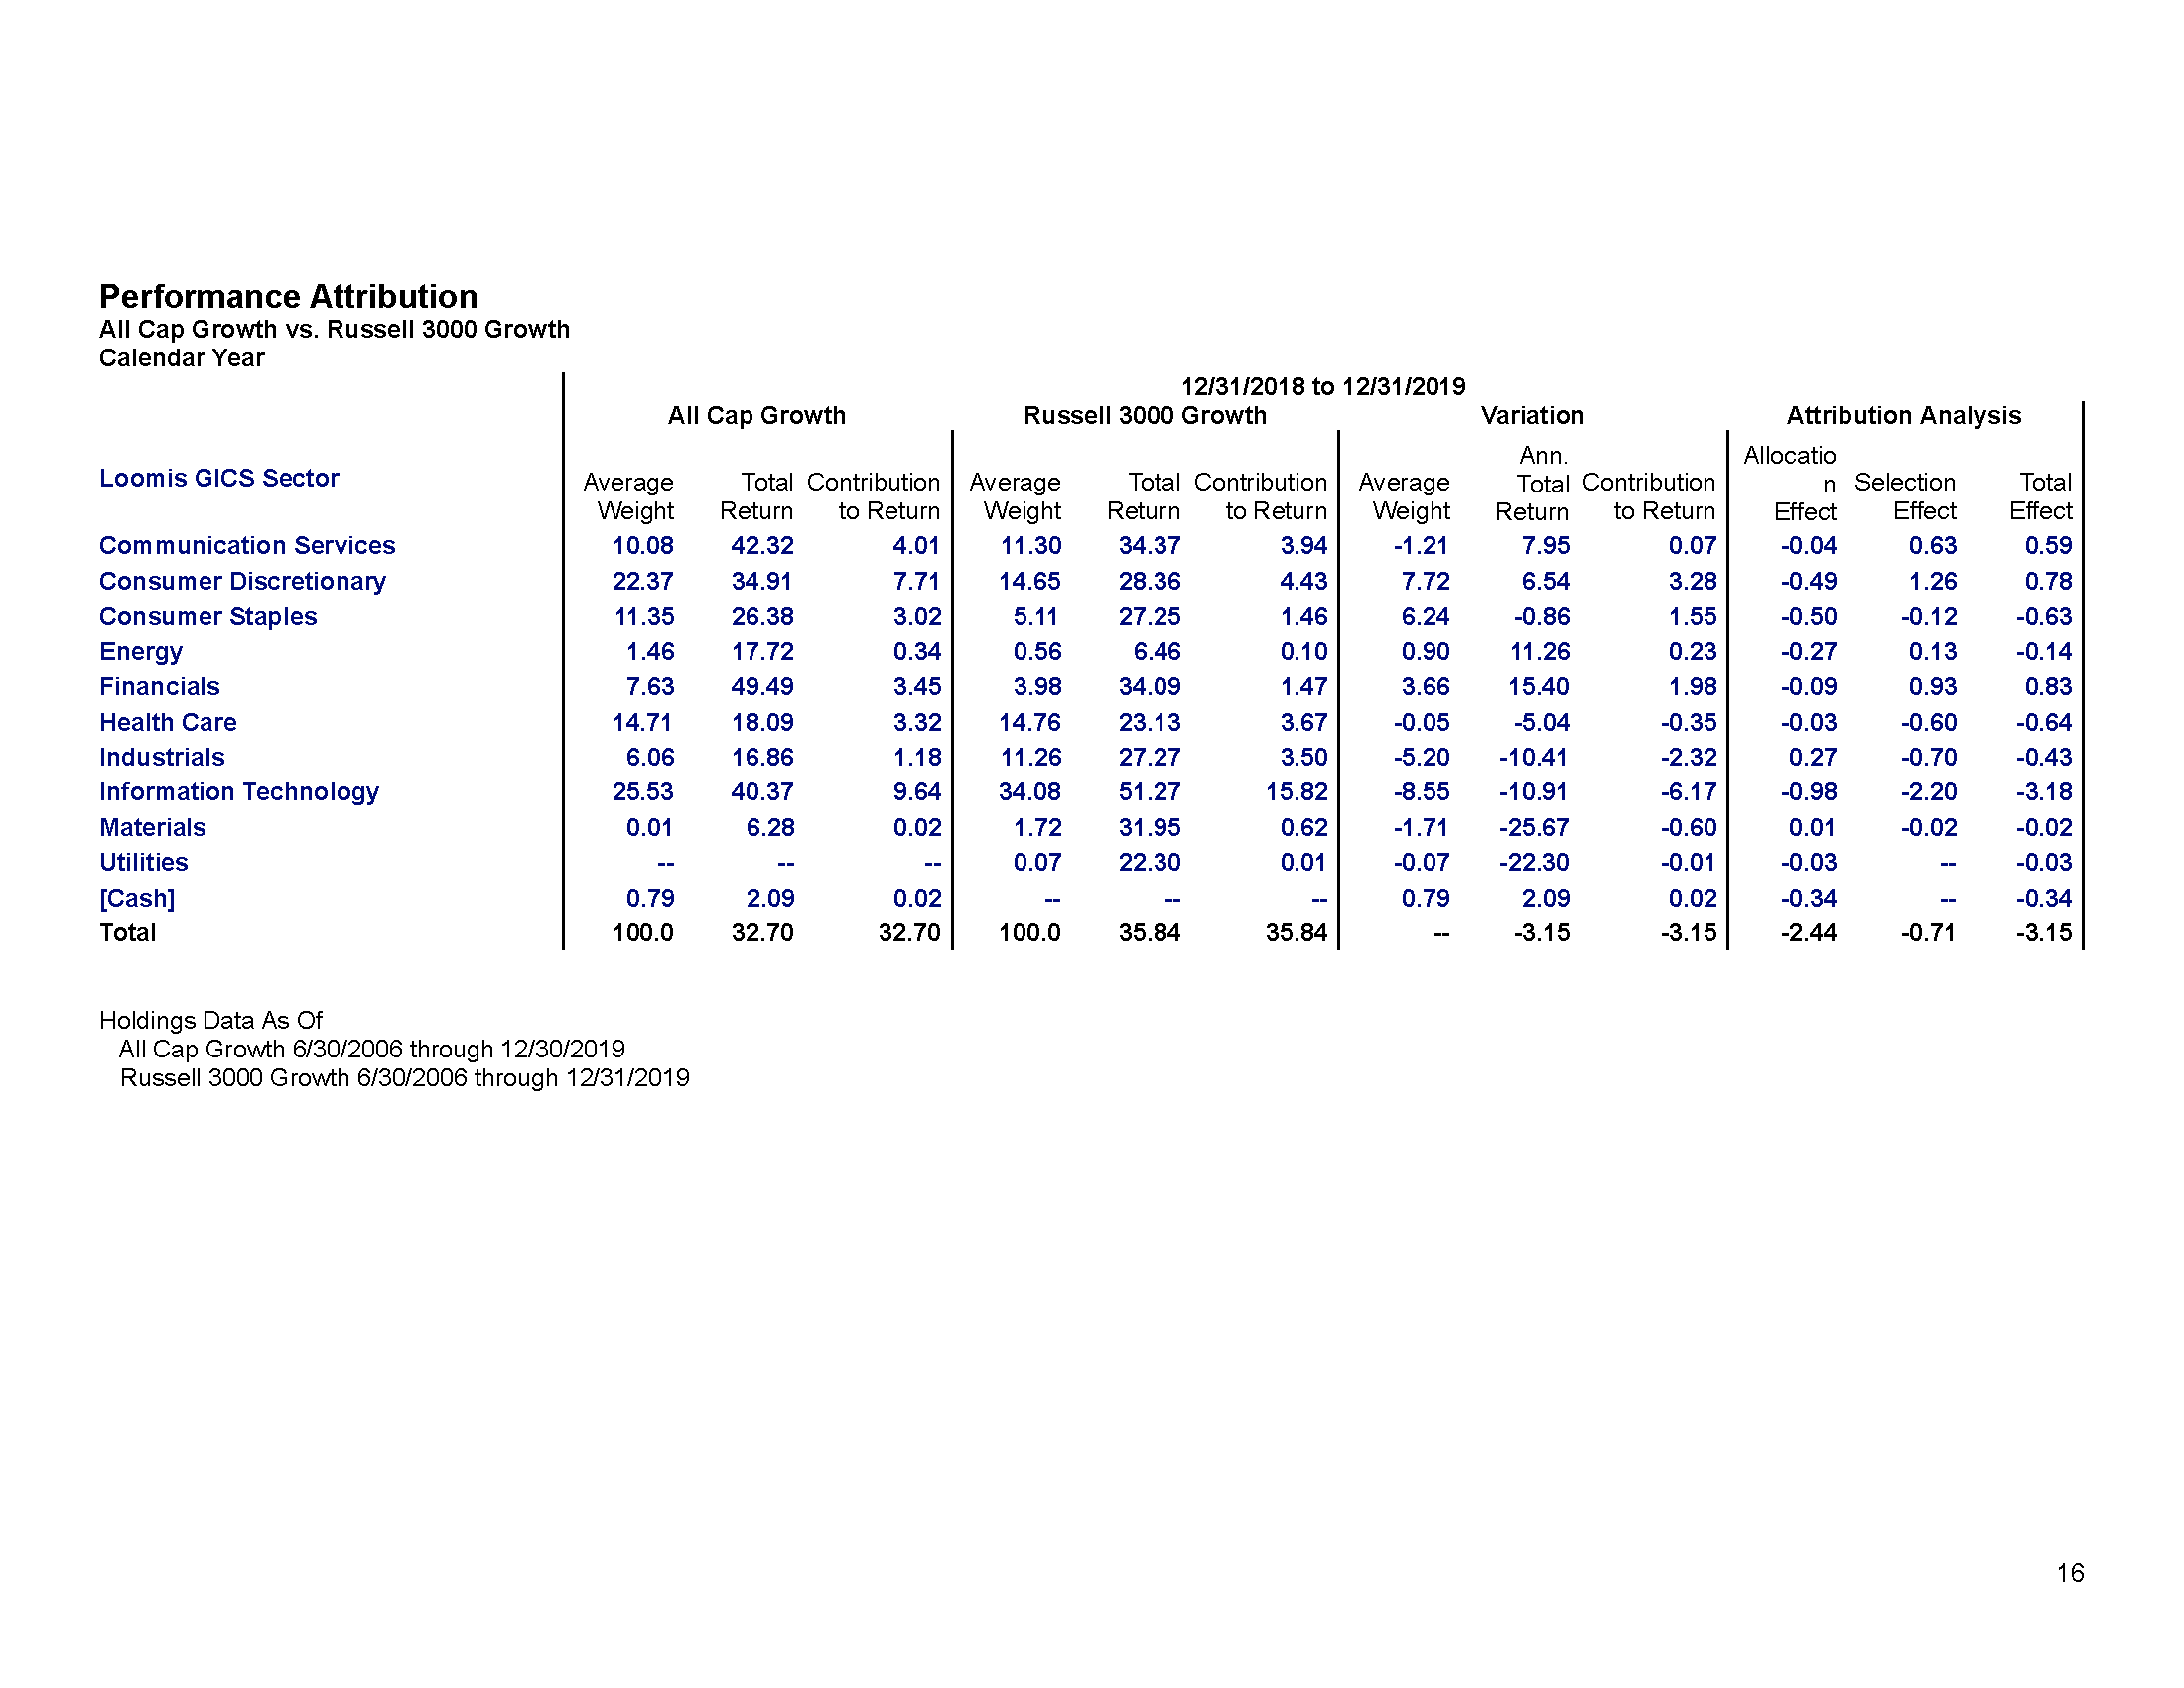 Performance Attribution
All Cap Growth vs. Russell 3000 Growth
Calendar Year
12/31/2018 to 12/31/2019
All Cap Growth Russell 3000 Growth Variation Attribution Analysis
Loomis GICS Sector Average Weight Total Return Contribution to Return Average Weight Total Return Contribution to Return Average Weight Ann. Total Return Contribution to Return Allocatio n Effect Selection Effect Total Effect
Communication Services 10.08 42.32 4.01 11.30 34.37 3.94 -1.21 7.95 0.07 -0.04 0.63 0.59
Consumer Discretionary 22.37 34.91 7.71 14.65 28.36 4.43 7.72 6.54 3.28 -0.49 1.26 0.78
Consumer Staples 11.35 26.38 3.02 5.11 27.25 1.46 6.24 -0.86 1.55 -0.50 -0.12 -0.63
Energy 1.46 17.72 0.34 0.56 6.46 0.10 0.90 11.26 0.23 -0.27 0.13 -0.14
Financials 7.63 49.49 3.45 3.98 34.09 1.47 3.66 15.40 1.98 -0.09 0.93 0.83
Health Care 14.71 18.09 3.32 14.76 23.13 3.67 -0.05 -5.04 -0.35 -0.03 -0.60 -0.64
Industrials 6.06 16.86 1.18 11.26 27.27 3.50 -5.20 -10.41 -2.32 0.27 -0.70 -0.43
Information Technology 25.53 40.37 9.64 34.08 51.27 15.82 -8.55 -10.91 -6.17 -0.98 -2.20 -3.18
Materials 0.01 6.28 0.02 1.72 31.95 0.62 -1.71 -25.67 -0.60 0.01 -0.02 -0.02
Utilities -- -- -- 0.07 22.30 0.01 -0.07 -22.30 -0.01 -0.03 -- -0.03
[Cash] 0.79 2.09 0.02 -- -- -- 0.79 2.09 0.02 -0.34 -- -0.34
Total 100.0 32.70 32.70 100.0 35.84 35.84 -- -3.15 -3.15 -2.44 -0.71 -3.15
Holdings Data As Of
All Cap Growth 6/30/2006 through 12/30/2019
Russell 3000 Growth 6/30/2006 through 12/31/2019
16